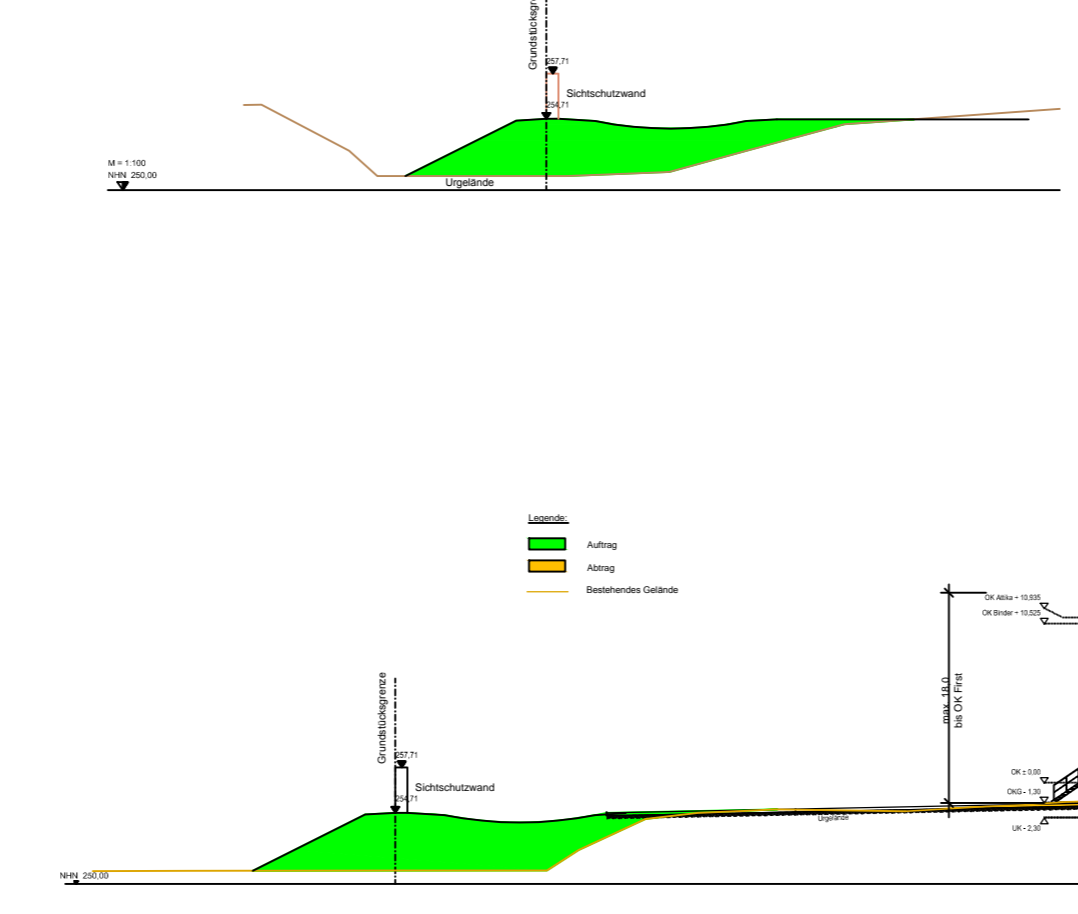 Grundstücksgre
257,71
Sichtschutzwand
254,71
M = 1:100
NHN 250,00
Urgelände
Legende:
Auftrag
Abtrag
Bestehendes Gelände
OK Attika + 10,935
OK Binder + 10,525
max. 18,0
bis OK First
Grundstücksgrenze
257,71
Sichtschutzwand
254,71
OK ± 0,00
OKG - 1,30
Urgelände
UK - 2,30
NHN 250,00